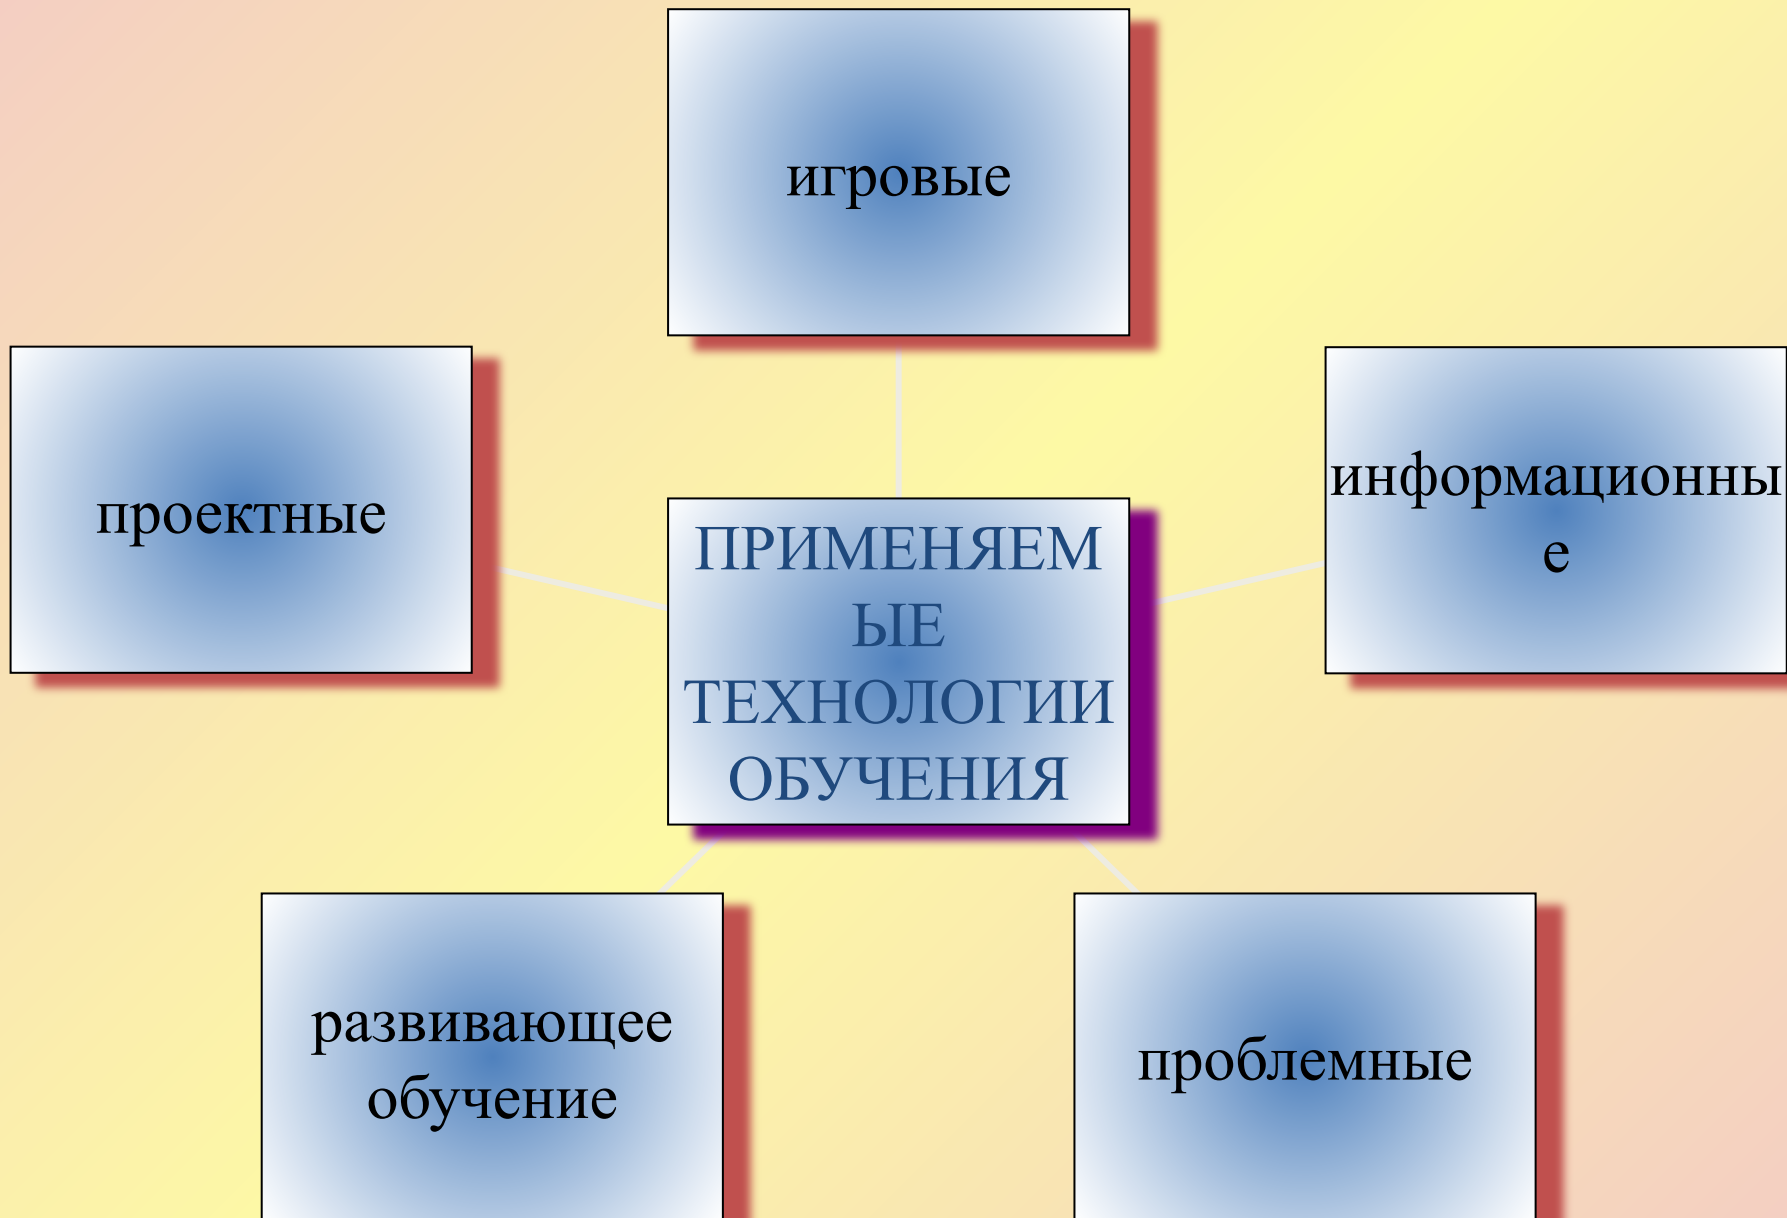 игровые
проектные
информационны
е
ПРИМЕНЯЕМ
ЫЕ
ТЕХНОЛОГИИ
ОБУЧЕНИЯ
развивающее
обучение
проблемные